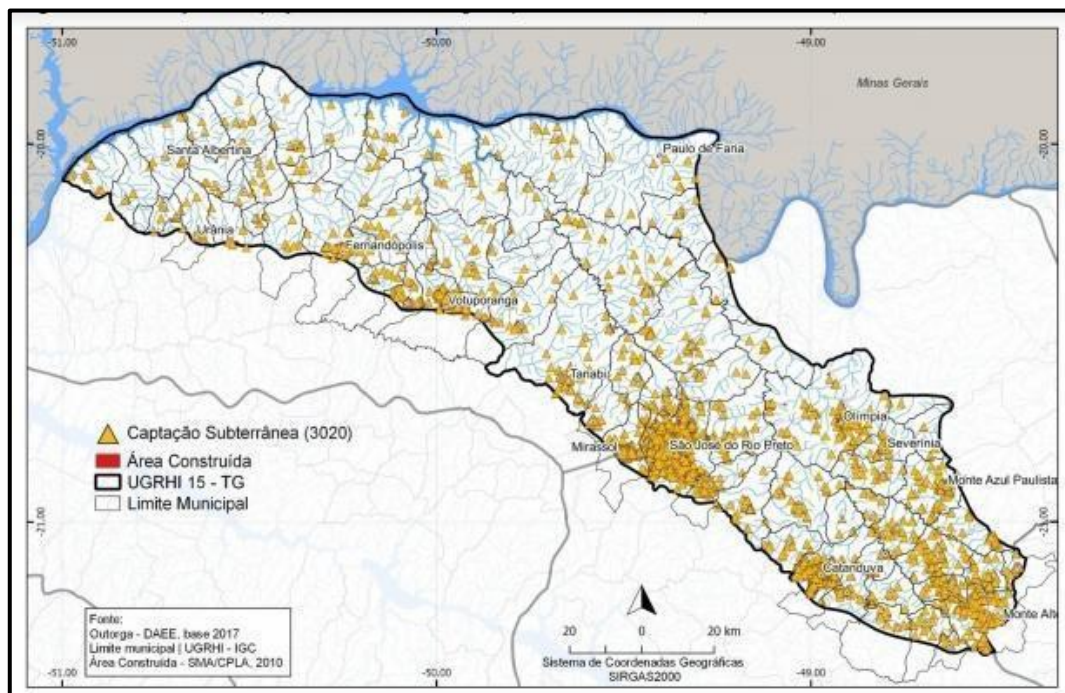 -51.00 -50.00 -49.00
Minas Gerais
-20.00 -20.00
Santa Albertina
Paulo de Faria
Urânia
Fernandópolis
Votuporanga
Tanabi
Olímpia
Mirassol
São José do Rio Preto
Severínia
Monte Azul Paulista
Captação Subterrânea (3020)
Área Construída
UGRHI 15 - TG
Limite Municipal
-21.00 -21.00
Catanduva
Monte Alto
Fonte:
Outorga - DAEE, base 2017
Limite municipal | UGRHI - IGC
Área Construída - SMA/CPLA, 2010
20 0 20 km
Sistema de Coordenadas Geográficas
SIRGAS2000
-51.00 -50.00 -49.00